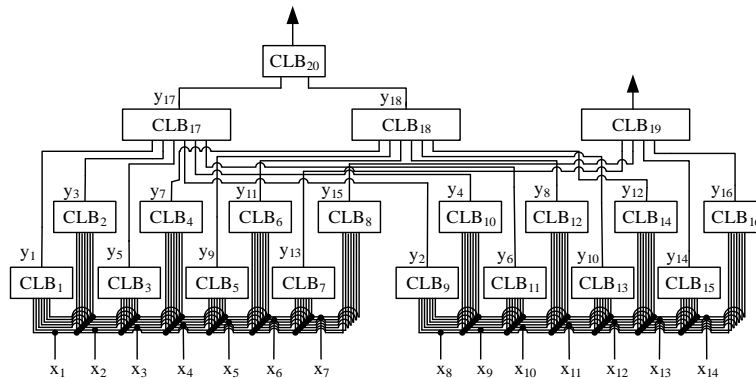 CLB₂₀
y₁₇ y₁₈
CLB₁₇ CLB₁₈ CLB₁₉
y₃ y₇ y₁₁ y₁₅ y₄ y₈ y₁₂ y₁₆
CLB₂ CLB₄ CLB₆ CLB₈ CLB₁₀ CLB₁₂ CLB₁₄ CLB₁₆
y₁ y₅ y₉ y₁₃ y₂ y₆ y₁₀ y₁₄
CLB₁ CLB₃ CLB₅ CLB₇ CLB₉ CLB₁₁ CLB₁₃ CLB₁₅
x₁ x₂ x₃ x₄ x₅ x₆ x₇ x₈ x₉ x₁₀ x₁₁ x₁₂ x₁₃ x₁₄